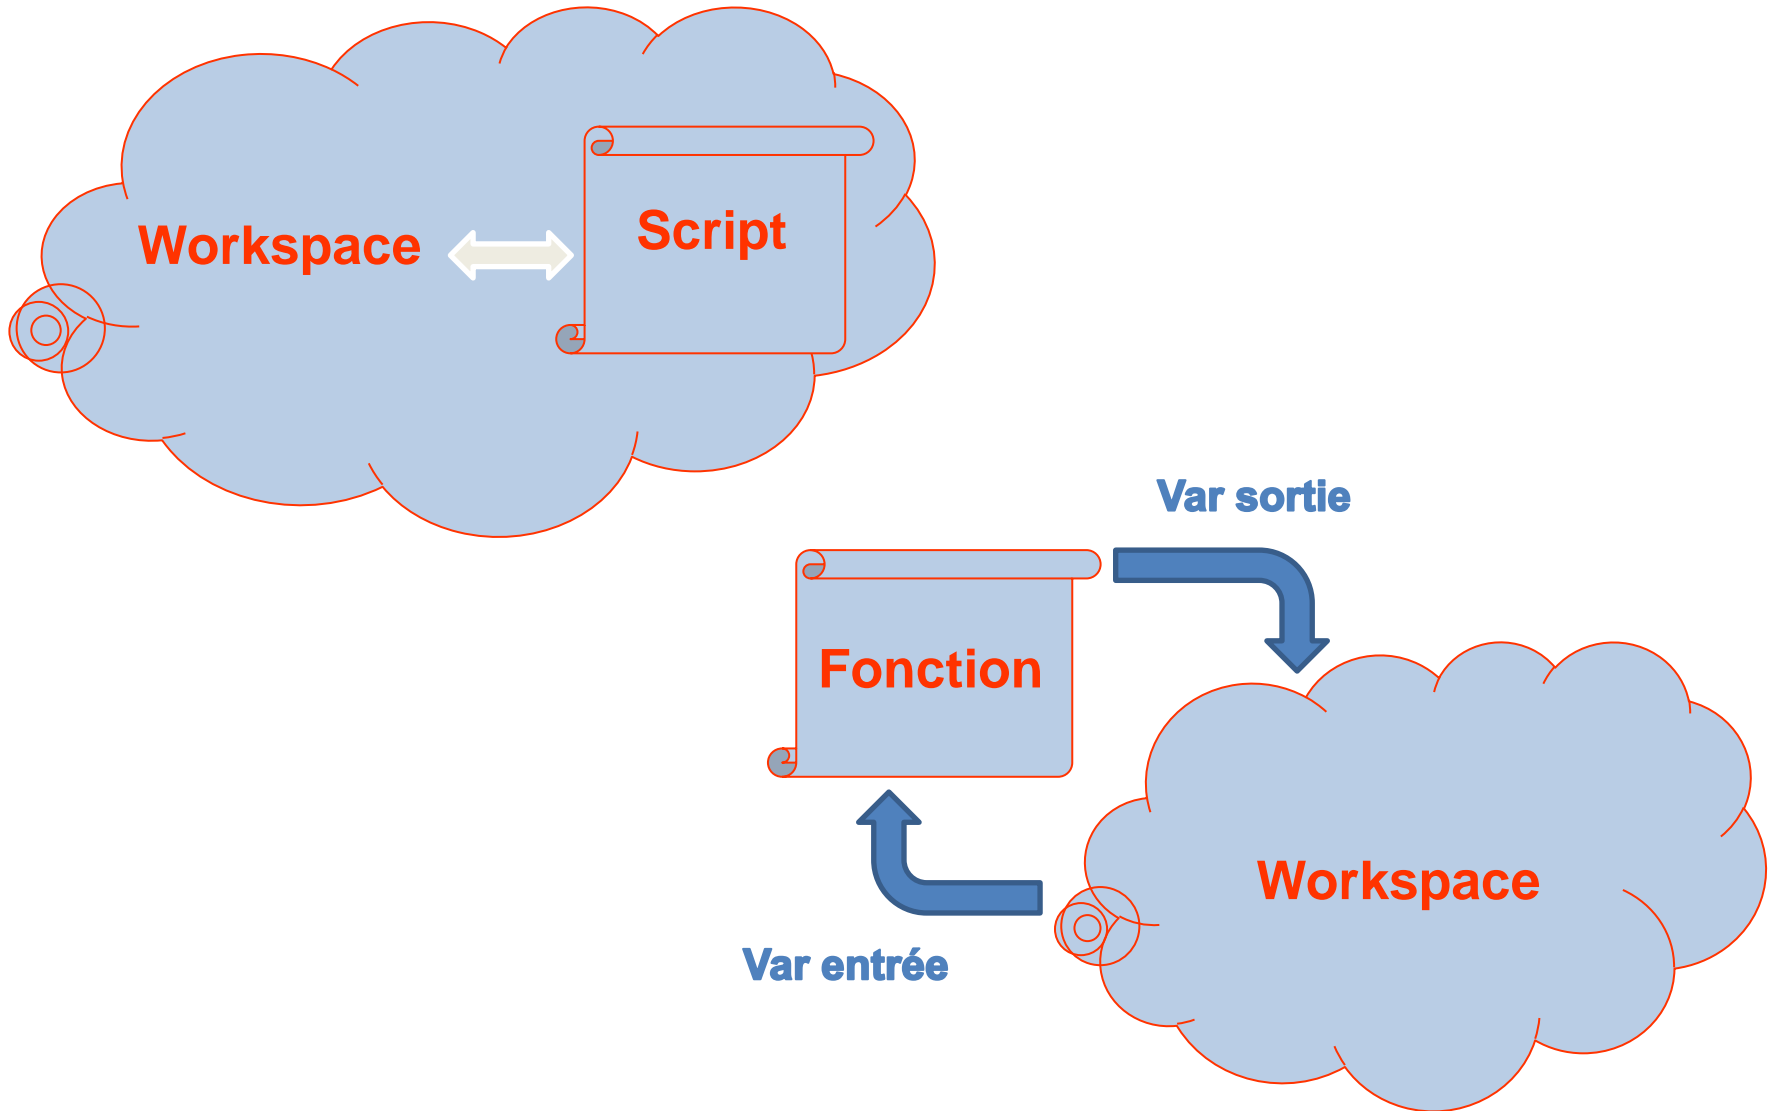 Workspace
Script
Var sortie
Fonction
Workspace
Var entrée